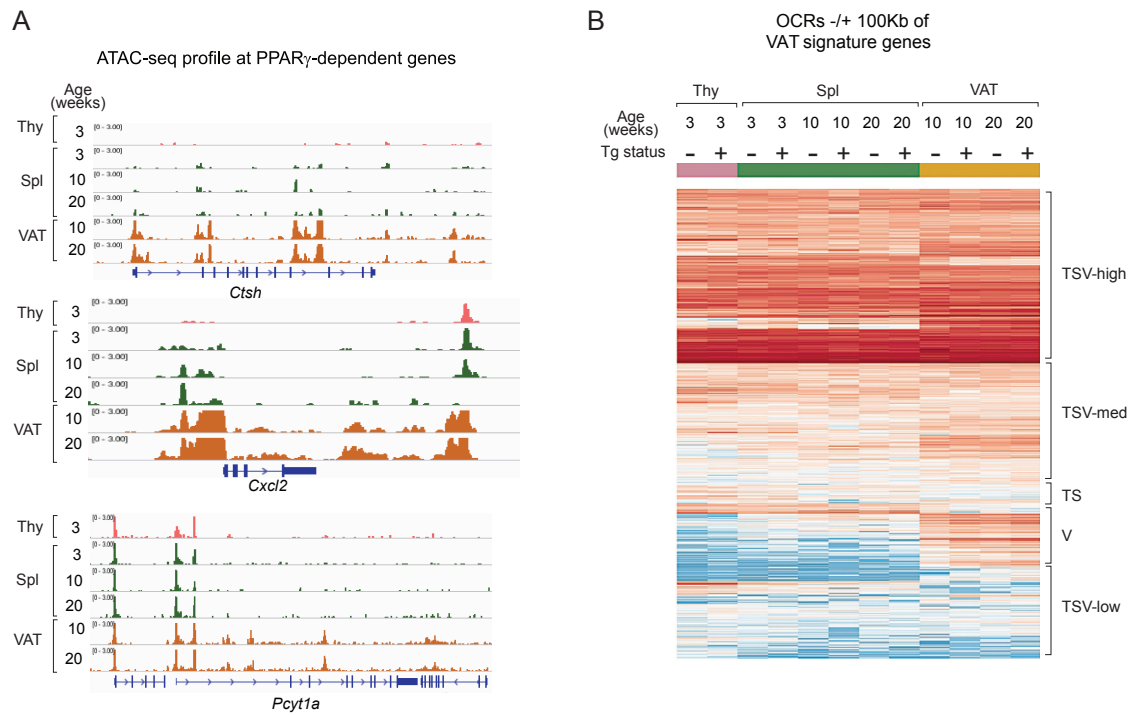 A
ATAC-seq profile at PPARγ-dependent genes
Age
(weeks)
Thy
3
[0 - 3.00]
Spl
3
[0 - 3.00]
10
[0 - 3.00]
20
[0 - 3.00]
VAT
10
[0 - 3.00]
20
[0 - 3.00]
Ctsh
Thy
3
[0 - 3.00]
Spl
3
[0 - 3.00]
10
[0 - 3.00]
20
[0 - 3.00]
VAT
10
[0 - 3.00]
20
[0 - 3.00]
Cxcl2
Thy
3
[0 - 3.00]
Spl
3
[0 - 3.00]
10
[0 - 3.00]
20
[0 - 3.00]
VAT
10
[0 - 3.00]
20
[0 - 3.00]
Pcyt1a
B
OCRs -/+ 100Kb of
VAT signature genes
Thy Spl VAT
Age
(weeks)
3 3 3 3 10 10 20 20 10 10 20 20
Tg status – + – + – + – + – + – +
TSV-high
TSV-med
TS
V
TSV-low